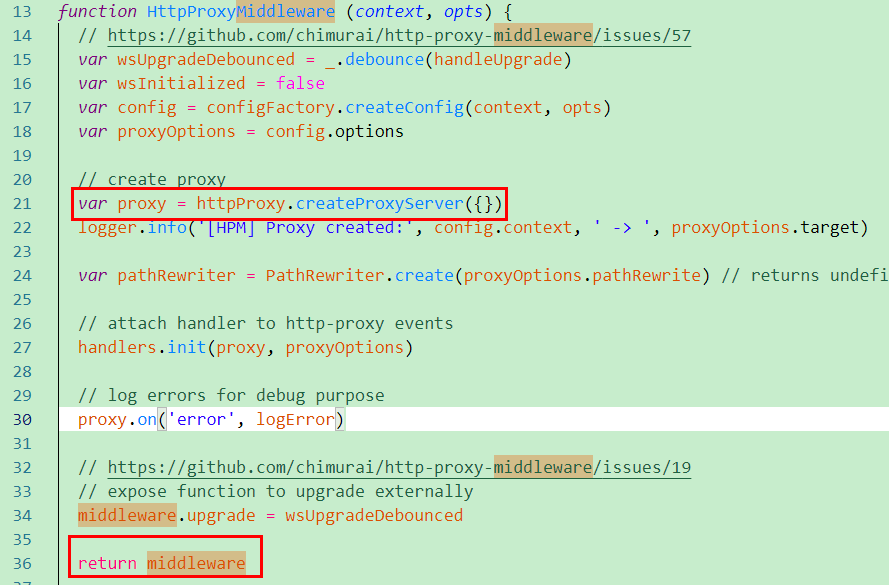 13 function HttpProxyMiddleware (context, opts) {
14 // https://github.com/chimurai/http-proxy-middleware/issues/57
15 var wsUpgradeDebounced = _.debounce(handleUpgrade)
16 var wsInitialized = false
17 var config = configFactory.createConfig(context, opts)
18 var proxyOptions = config.options
19
20 // create proxy
21 var proxy = httpProxy.createProxyServer({})
22 logger.info('[HPM] Proxy created:', config.context, ' -> ', proxyOptions.target)
23
24 var pathRewriter = PathRewriter.create(proxyOptions.pathRewrite) // returns undefi
25
26 // attach handler to http-proxy events
27 handlers.init(proxy, proxyOptions)
28
29 // log errors for debug purpose
30 proxy.on('error', logError)
31
32 // https://github.com/chimurai/http-proxy-middleware/issues/19
33 // expose function to upgrade externally
34 middleware.upgrade = wsUpgradeDebounced
35
36 return middleware